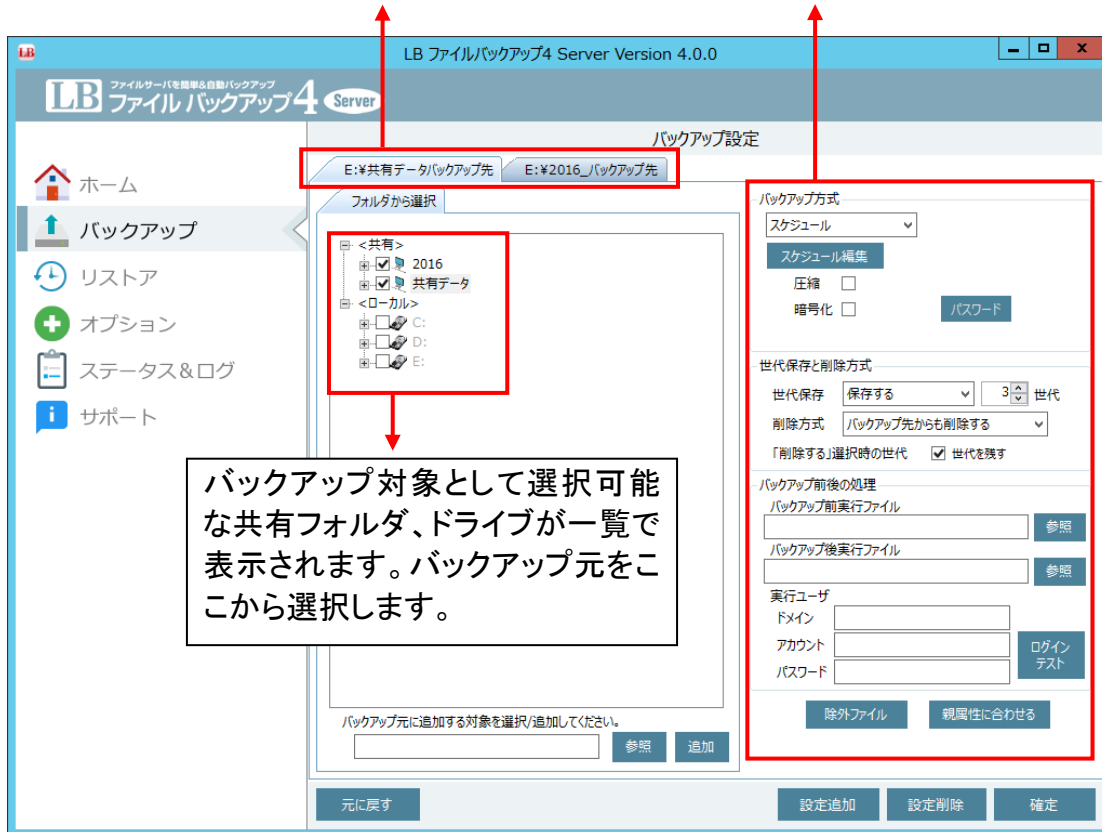 LB ファイルバックアップ4 Server Version 4.0.0
LB ファイルサーバを簡単&自動バックアップ
ファイル バックアップ4 Server
バックアップ設定
ホーム
バックアップ
リストア
オプション
ステータス&ログ
サポート
E:¥共有データバックアップ先 E:¥2016_バックアップ先
フォルダから選択
<共有>
2016
共有データ
<ローカル>
C:
D:
E:
バックアップ対象として選択可能
な共有フォルダ、ドライブが一覧で
表示されます。バックアップ元をこ
こから選択します。
バックアップ元に追加する対象を選択/追加してください。
参照 追加
バックアップ方式
スケジュール
スケジュール編集
圧縮
暗号化 パスワード
世代保存と削除方式
世代保存 保存する 3 世代
削除方式 バックアップ先からも削除する
「削除する」選択時の世代 世代を残す
バックアップ前後の処理
バックアップ前実行ファイル
参照
バックアップ後実行ファイル
参照
実行ユーザ
ドメイン
アカウント
パスワード
ログイン
テスト
除外ファイル 親属性に合わせる
元に戻す 設定追加 設定削除 確定